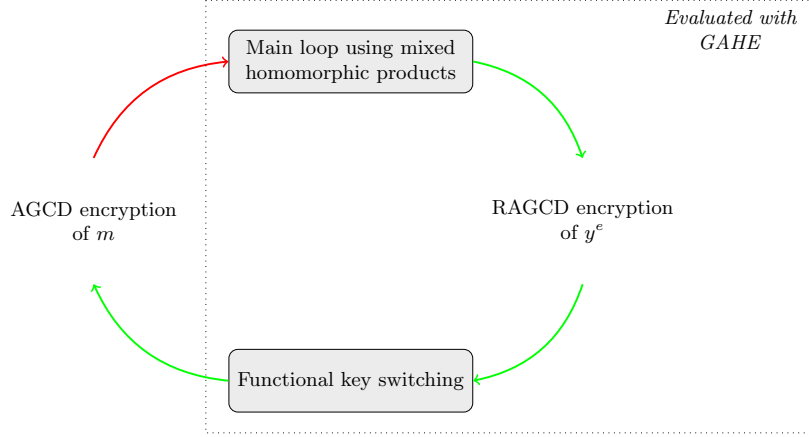 Evaluated with
GAHE
Main loop using mixed
homomorphic products
AGCD encryption
of m
RAGCD encryption
of y^e
Functional key switching